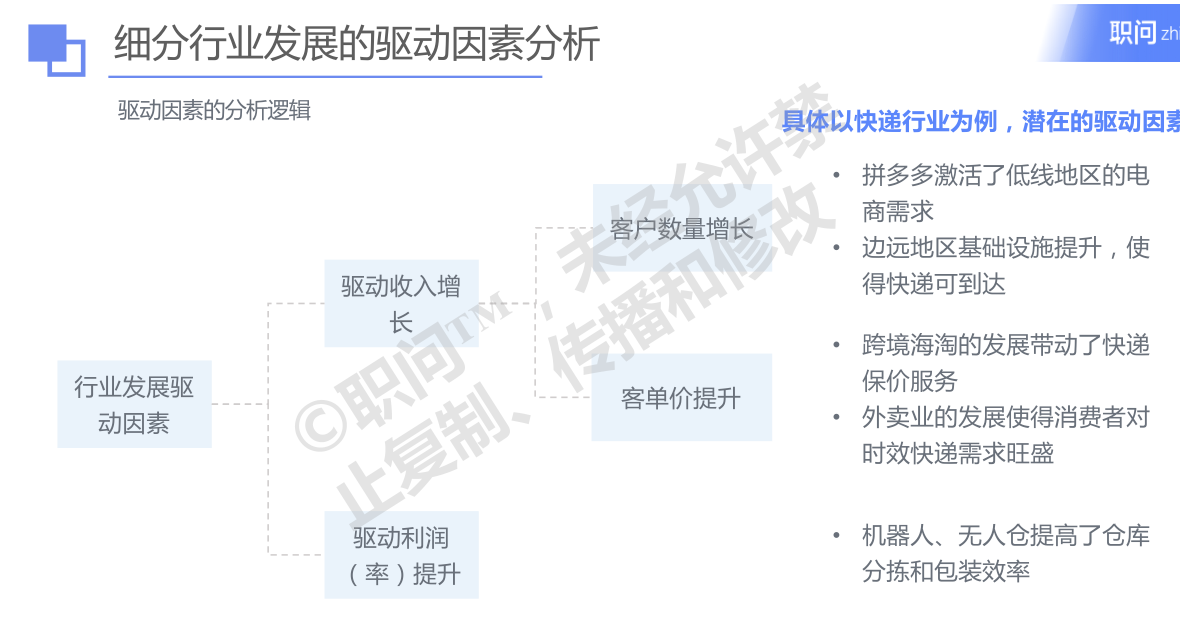 细分行业发展的驱动因素分析
职问 zhi
驱动因素的分析逻辑
具体以快递行业为例，潜在的驱动因素
行业发展驱
动因素
驱动收入增
长
驱动利润
（率）提升
客户数量增长
客单价提升
• 拼多多激活了低线地区的电
商需求
• 边远地区基础设施提升，使
得快递可到达
• 跨境海淘的发展带动了快递
保价服务
• 外卖业的发展使得消费者对
时效快递需求旺盛
• 机器人、无人仓提高了仓库
分拣和包装效率
©职问™，未经允许禁
止复制、传播和修改